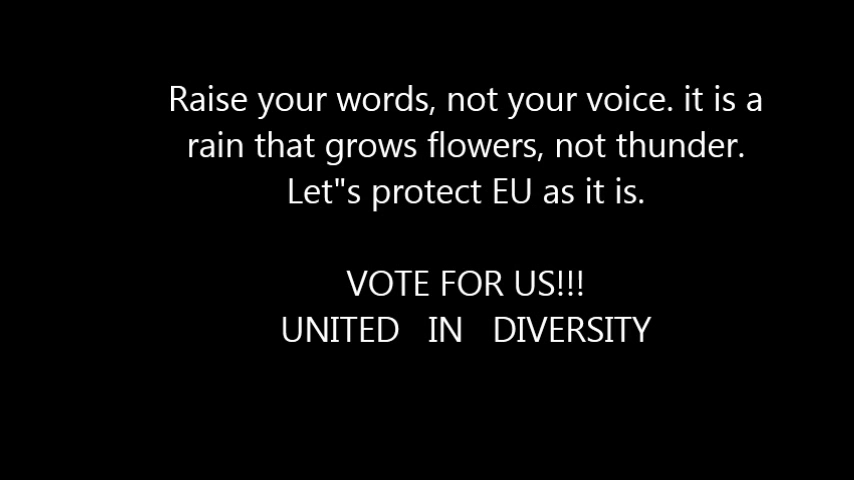 Raise your words, not your voice. it is a
rain that grows flowers, not thunder.
Let"s protect EU as it is.
VOTE FOR US!!!
UNITED IN DIVERSITY